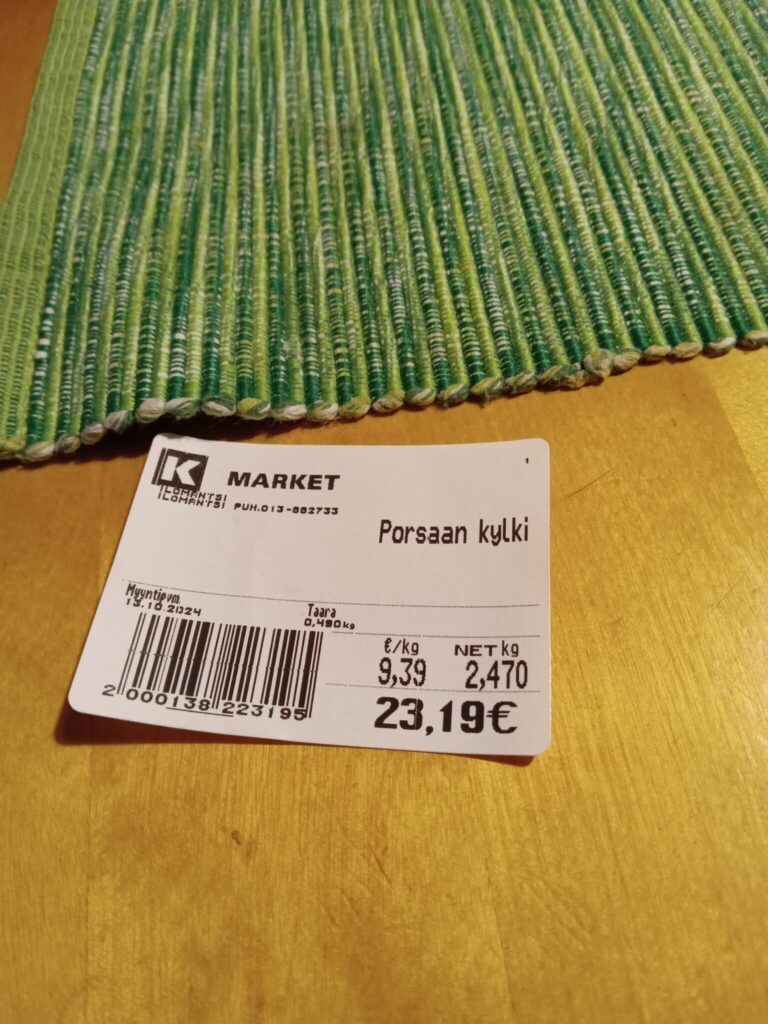 K MARKET
ILOMANTSI
ILOMANTSI PUH.013-882733
Porsaan kylki
Myyntipvm. Taara
13.10.2024 0,490kg
€/kg NET kg
9,39 2,470
23,19€
2 000138 223195